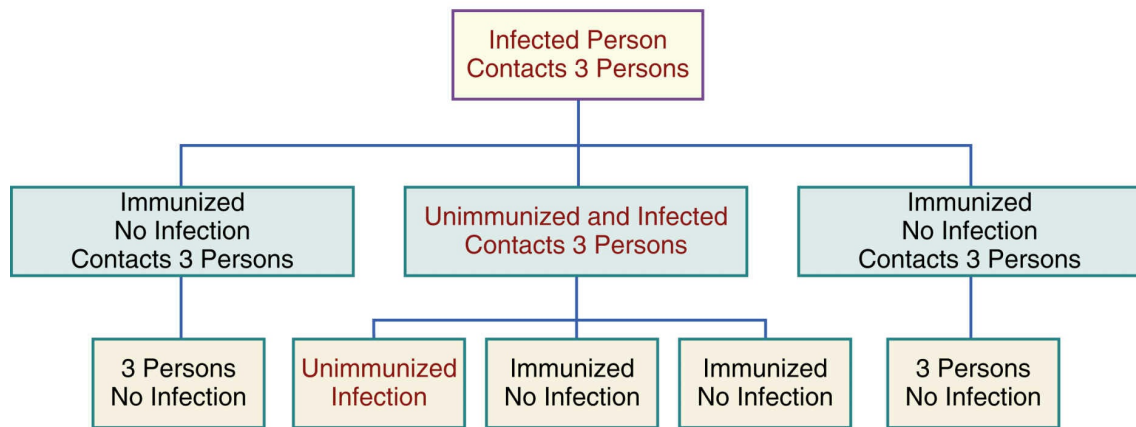 Infected Person
Contacts 3 Persons
Immunized
No Infection
Contacts 3 Persons
Unimmunized and Infected
Contacts 3 Persons
Immunized
No Infection
Contacts 3 Persons
3 Persons
No Infection
Unimmunized
Infection
Immunized
No Infection
Immunized
No Infection
3 Persons
No Infection